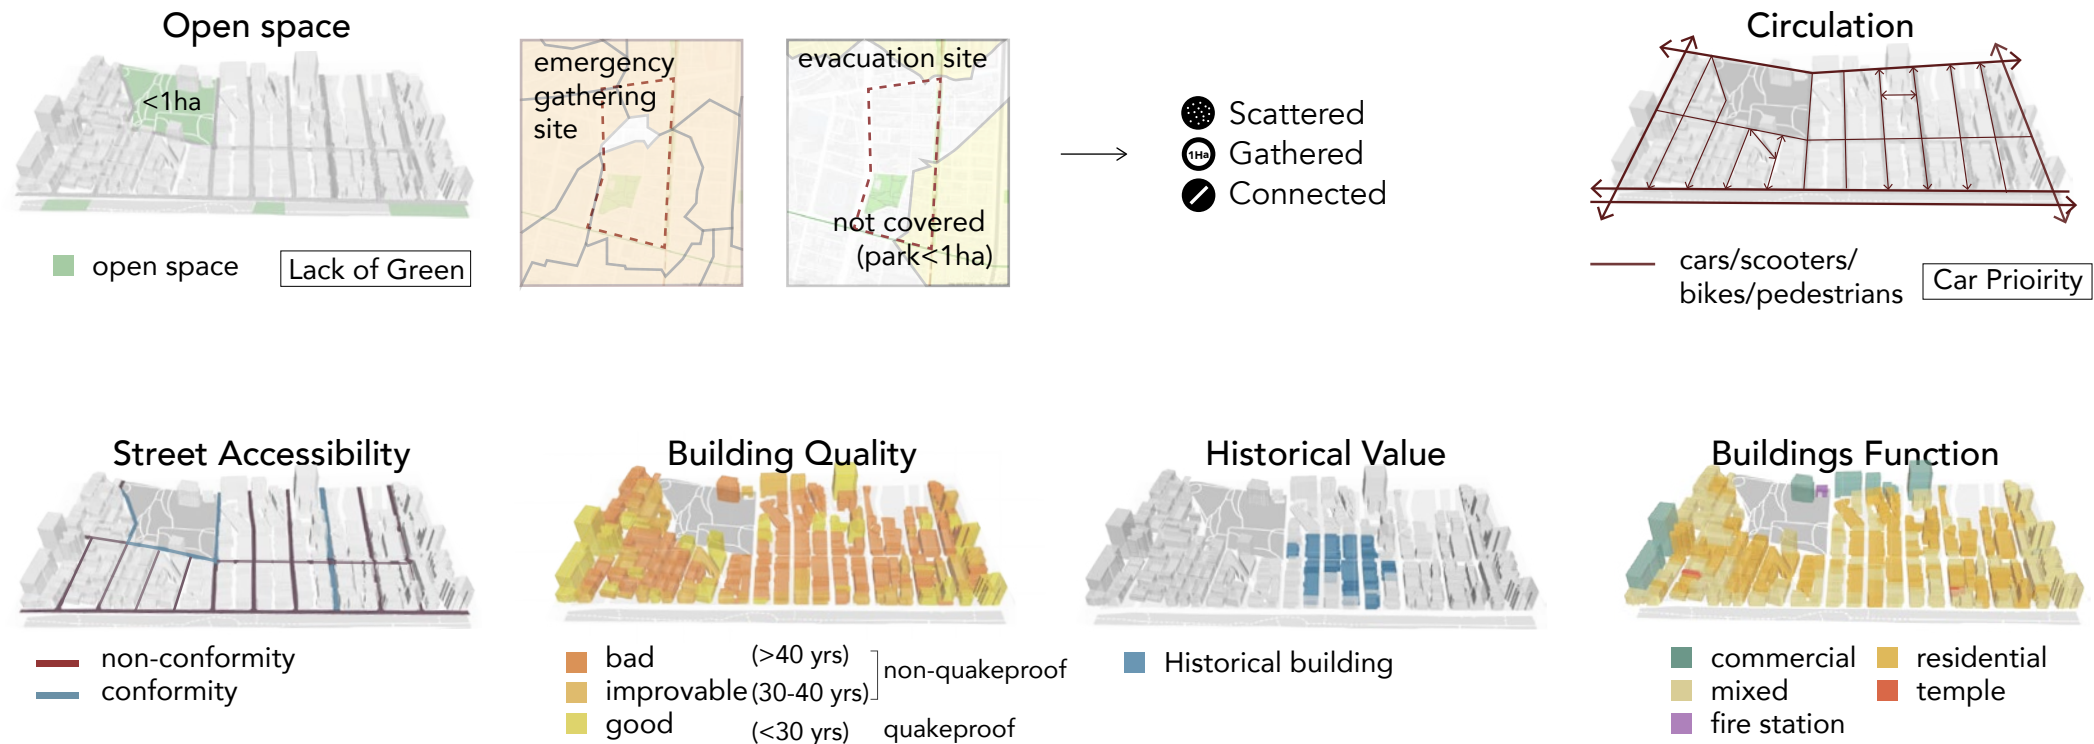 Open space
<1ha
open space
Lack of Green
emergency
gathering
site
evacuation site
not covered
(park<1ha)
Scattered
1Ha
Gathered
Connected
Circulation
cars/scooters/
bikes/pedestrians
Car Prioirity
Street Accessibility
non-conformity
conformity
Building Quality
bad (>40 yrs)
improvable (30-40 yrs)
non-quakeproof
good (<30 yrs) quakeproof
Historical Value
Historical building
Buildings Function
commercial residential
mixed temple
fire station